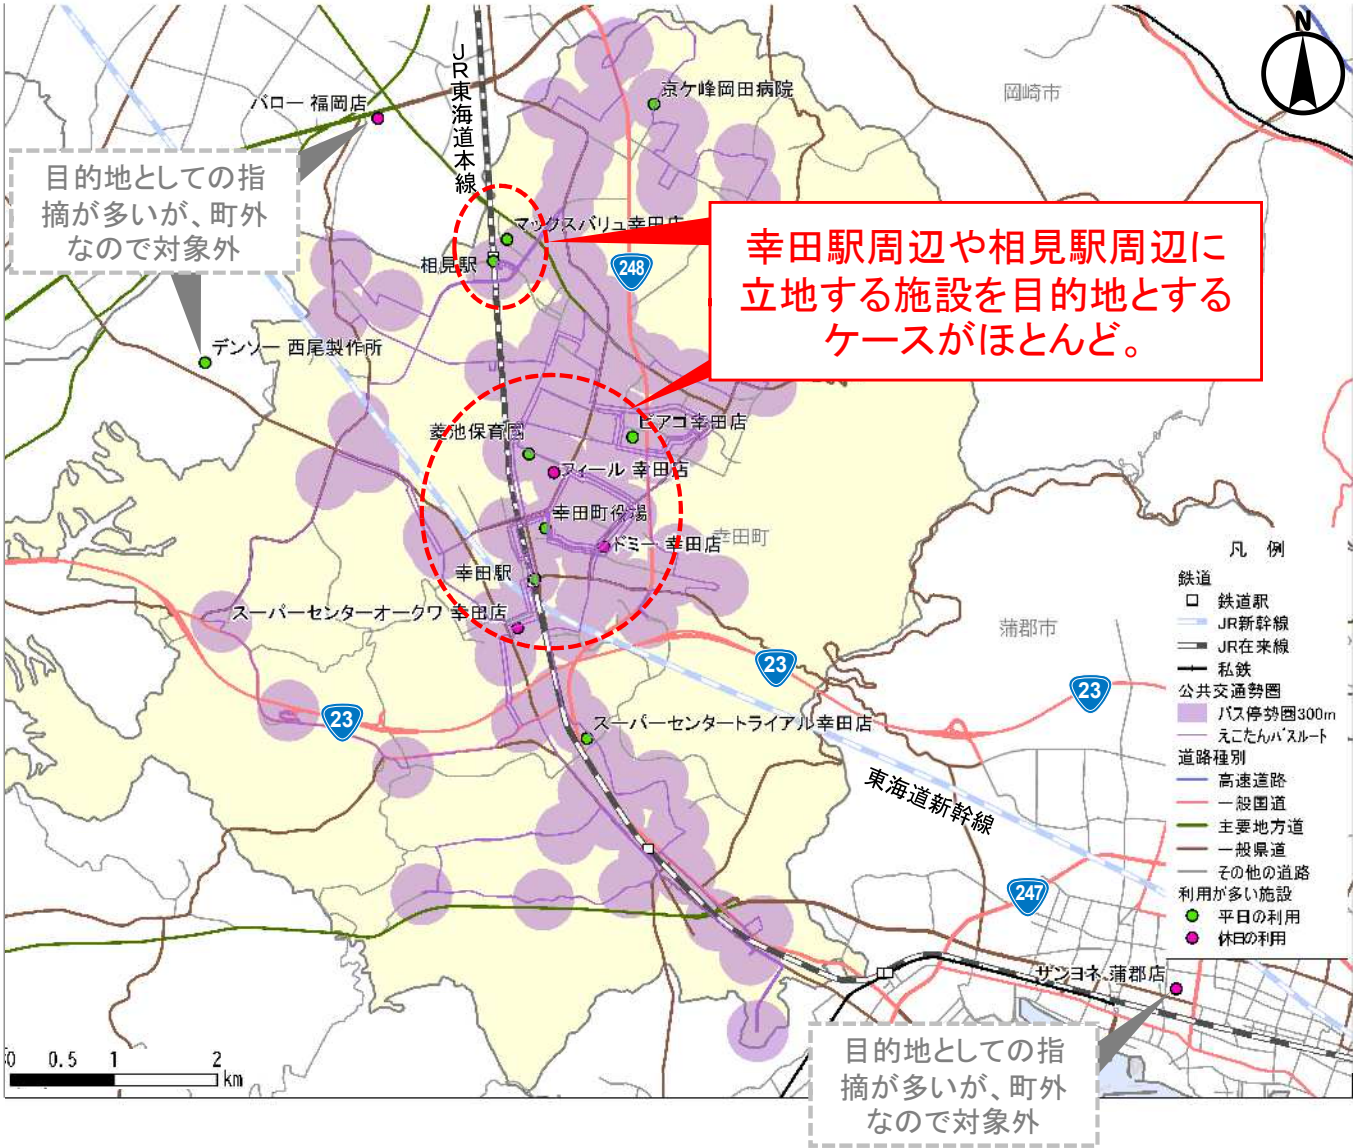 N
岡崎市
バロー 福岡店
JR東海道本線
京ケ峰岡田病院
目的地としての指
摘が多いが、町外
なので対象外
マックスバリュ幸田店
相見駅
248
幸田駅周辺や相見駅周辺に
立地する施設を目的地とする
ケースがほとんど。
デンソー 西尾製作所
ピアゴ幸田店
菱池保育園
フィール 幸田店
幸田町役場
ドミー 幸田店
幸田町
幸田駅
スーパーセンターオークワ 幸田店
蒲郡市
23
23
23
スーパーセンタートライアル幸田店
東海道新幹線
247
サンヨネ 蒲郡店
凡 例
鉄道
鉄道駅
JR新幹線
JR在来線
私鉄
公共交通勢圏
バス停勢圏300m
えこたんバスルート
道路種別
高速道路
一般国道
主要地方道
一般県道
その他の道路
利用が多い施設
平日の利用
休日の利用
0 0.5 1 2
km
目的地としての指
摘が多いが、町外
なので対象外